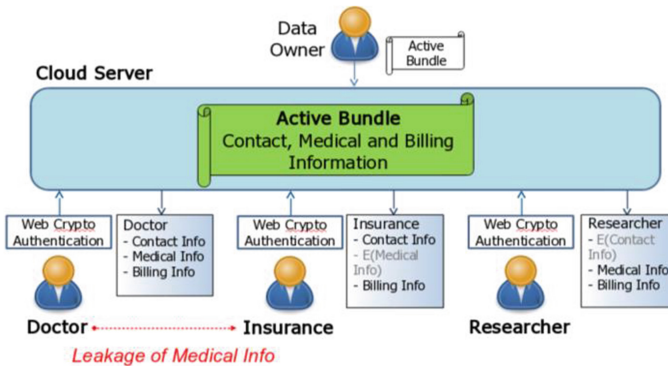 Data
Owner
Active
Bundle
Cloud Server
Active Bundle
Contact, Medical and Billing
Information
Web Crypto
Authentication
Doctor
- Contact Info
- Medical Info
- Billing Info
Web Crypto
Authentication
Insurance
- Contact Info
- E(Medical
Info)
- Billing Info
Web Crypto
Authentication
Researcher
- E(Contact
Info)
- Medical Info
- Billing Info
Doctor
Insurance
Researcher
Leakage of Medical Info